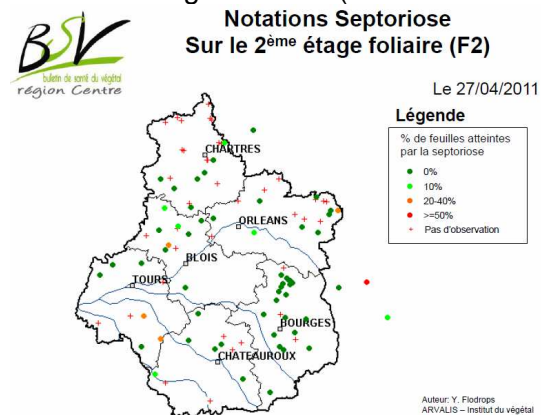 Notations Septoriose
Sur le 2ème étage foliaire (F2)
BSV
bulletin de santé du végétal
région Centre
Le 27/04/2011
Légende
% de feuilles atteintes
par la septoriose
0%
10%
20-40%
>=50%
Pas d'observation
CHARTRES
ORLEANS
BLOIS
TOURS
BOURGES
CHATEAUROUX
Auteur: Y. Flodrops
ARVALIS – Institut du végétal